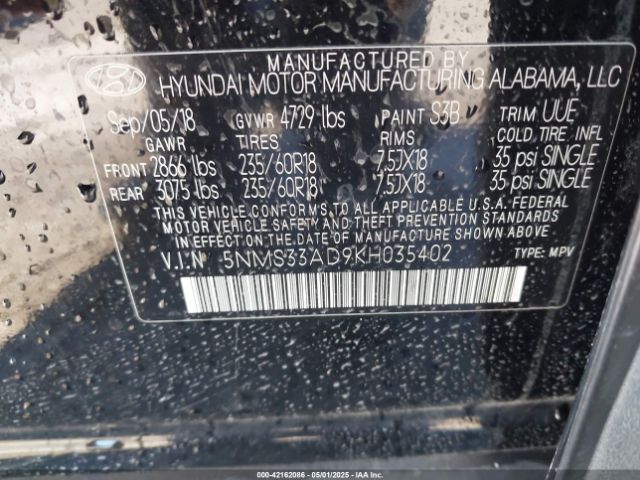 MANUFACTURED BY
HYUNDAI MOTOR MANUFACTURING ALABAMA, LLC
Sep/05/18 GVWR 4729 lbs PAINT S3B TRIM UUE
GAWR TIRES RIMS COLD TIRE INFL
FRONT 2866 lbs 235/60R18 7.5JX18 35 psi SINGLE
REAR 3075 lbs 235/60R18 7.5JX18 35 psi SINGLE
THIS VEHICLE CONFORMS TO ALL APPLICABLE U.S.A. FEDERAL
MOTOR VEHICLE SAFETY AND THEFT PREVENTION STANDARDS
IN EFFECT ON THE DATE OF MANUFACTURE SHOWN ABOVE
V.I.N 5NMS33AD9KH035402 TYPE: MPV
000-42162086 - 05/01/2025 - IAAI.COM